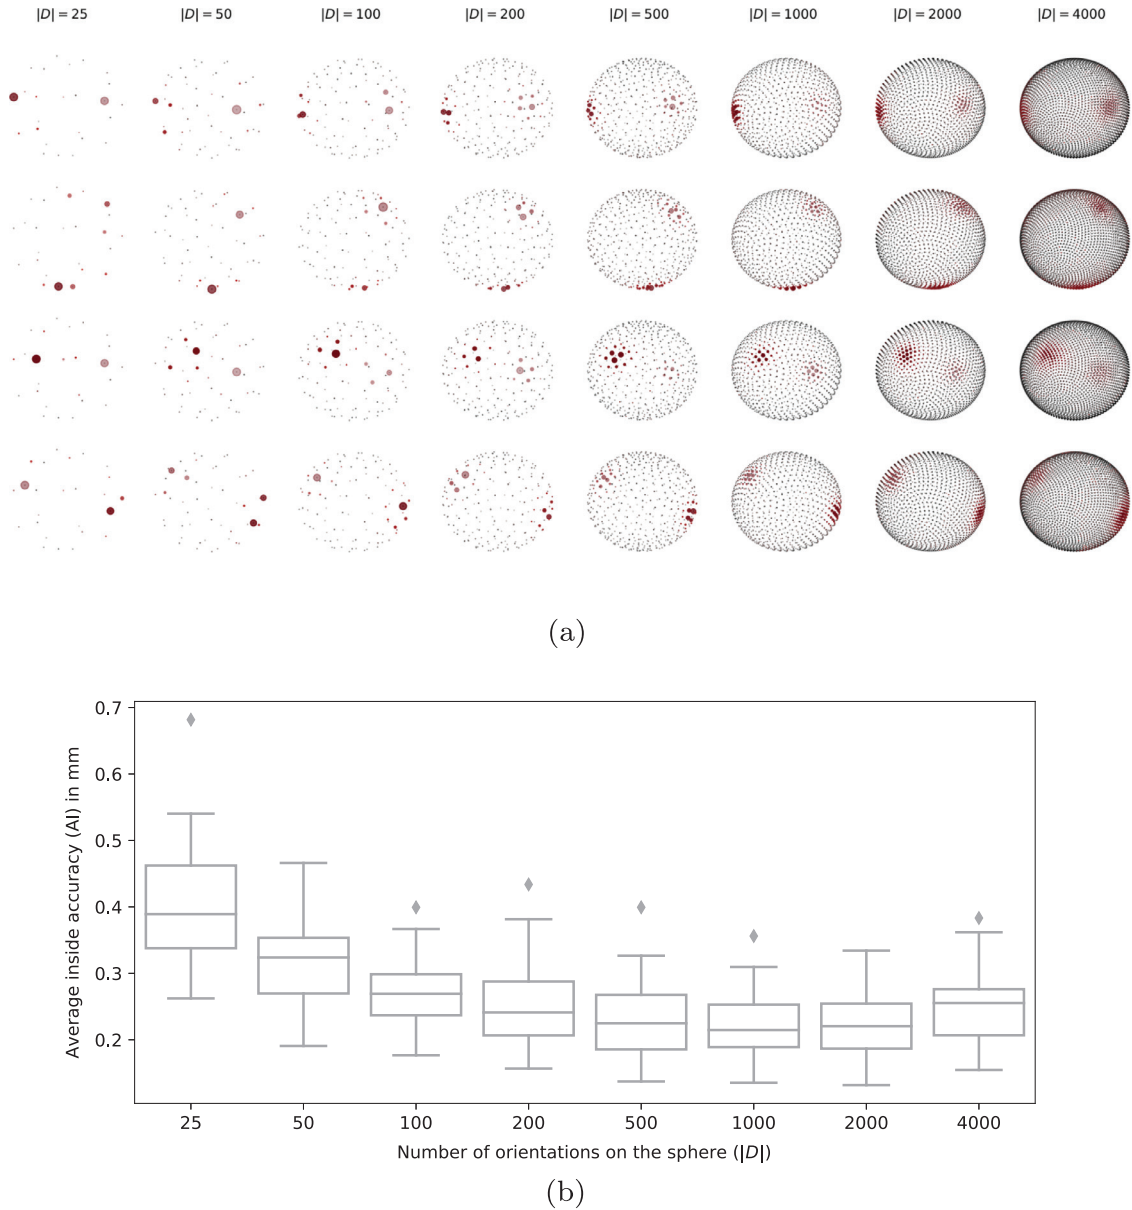 |D| = 25 |D| = 50 |D| = 100 |D| = 200 |D| = 500 |D| = 1000 |D| = 2000 |D| = 4000
(a)
Average inside accuracy (AI) in mm
0.7
0.6
0.5
0.4
0.3
0.2
25 50 100 200 500 1000 2000 4000
Number of orientations on the sphere (|D|)
(b)